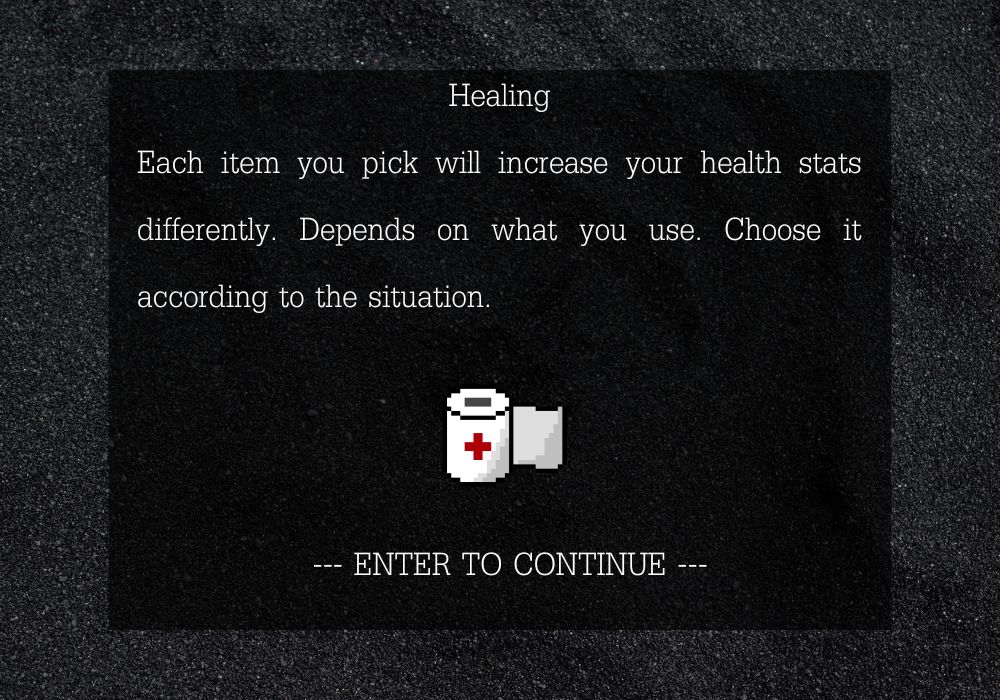 Healing
Each item you pick will increase your health stats
differently. Depends on what you use. Choose it
according to the situation.
--- ENTER TO CONTINUE ---